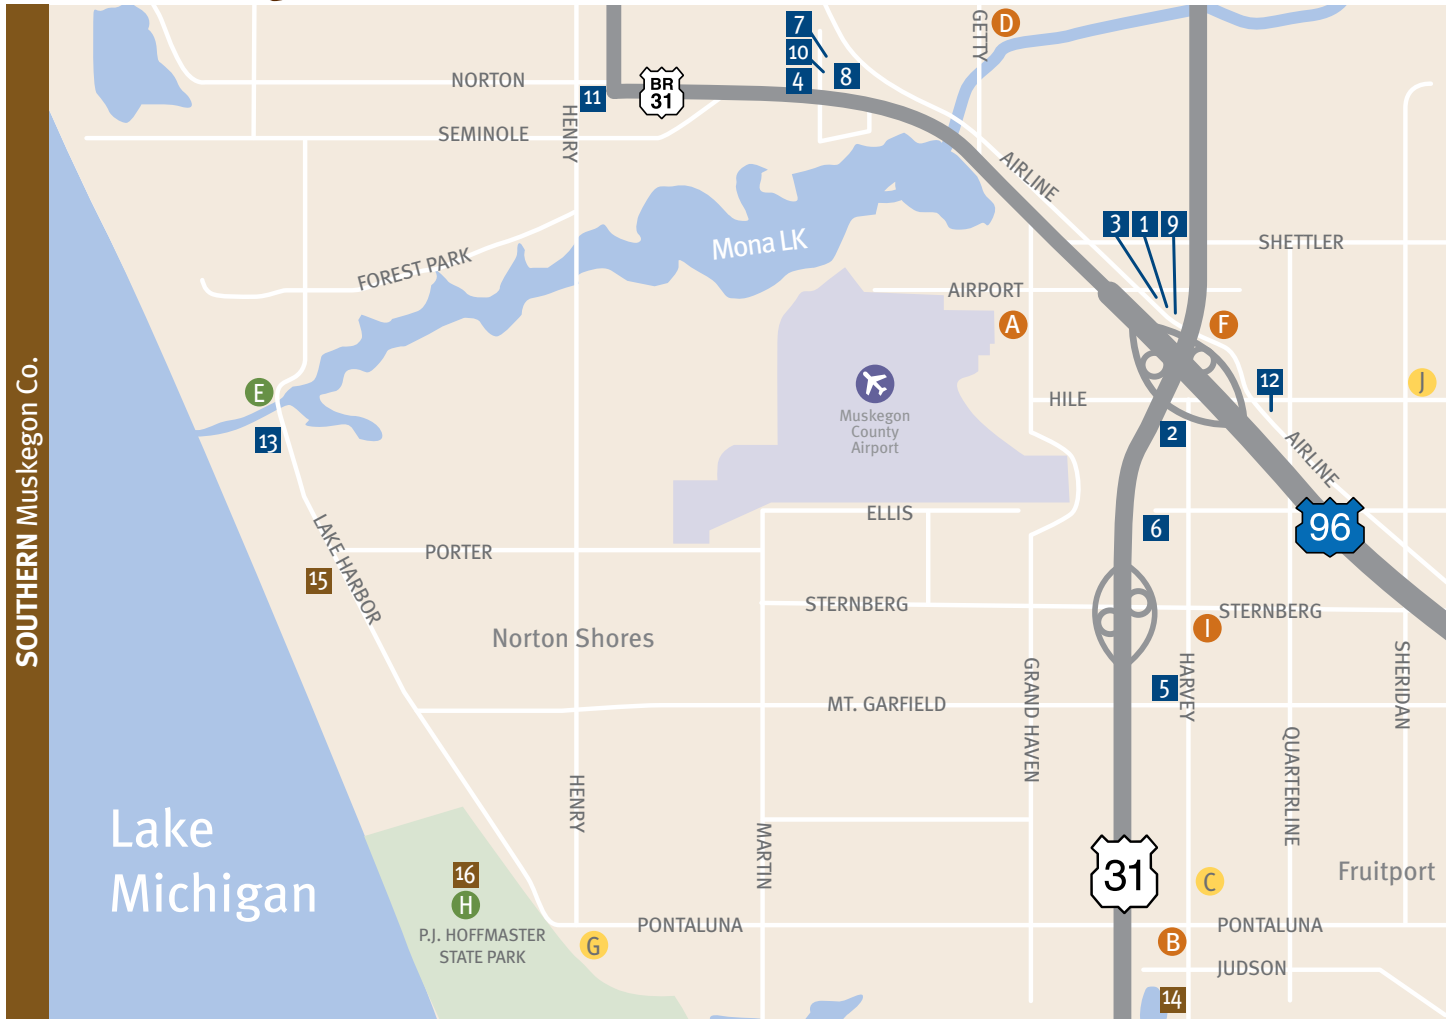 SOUTHERN Muskegon Co.
7
10
4
8
GETTY
D
NORTON
BR
31
11
HENRY
SEMINOLE
AIRLINE
3
1
9
SHETTLER
Mona LK
FOREST PARK
AIRPORT
A
F
E
12
J
HILE
Muskegon
County
Airport
13
2
AIRLINE
ELLIS
6
96
LAKE HARBOR
PORTER
15
STERNBERG
STERNBERG
I
Norton Shores
GRAND HAVEN
HARVEY
SHERIDAN
5
MT. GARFIELD
QUARTERLINE
HENRY
Lake
Michigan
MARTIN
31
C
Fruitport
16
H
P.J. HOFFMASTER
STATE PARK
G
PONTALUNA
PONTALUNA
B
JUDSON
14